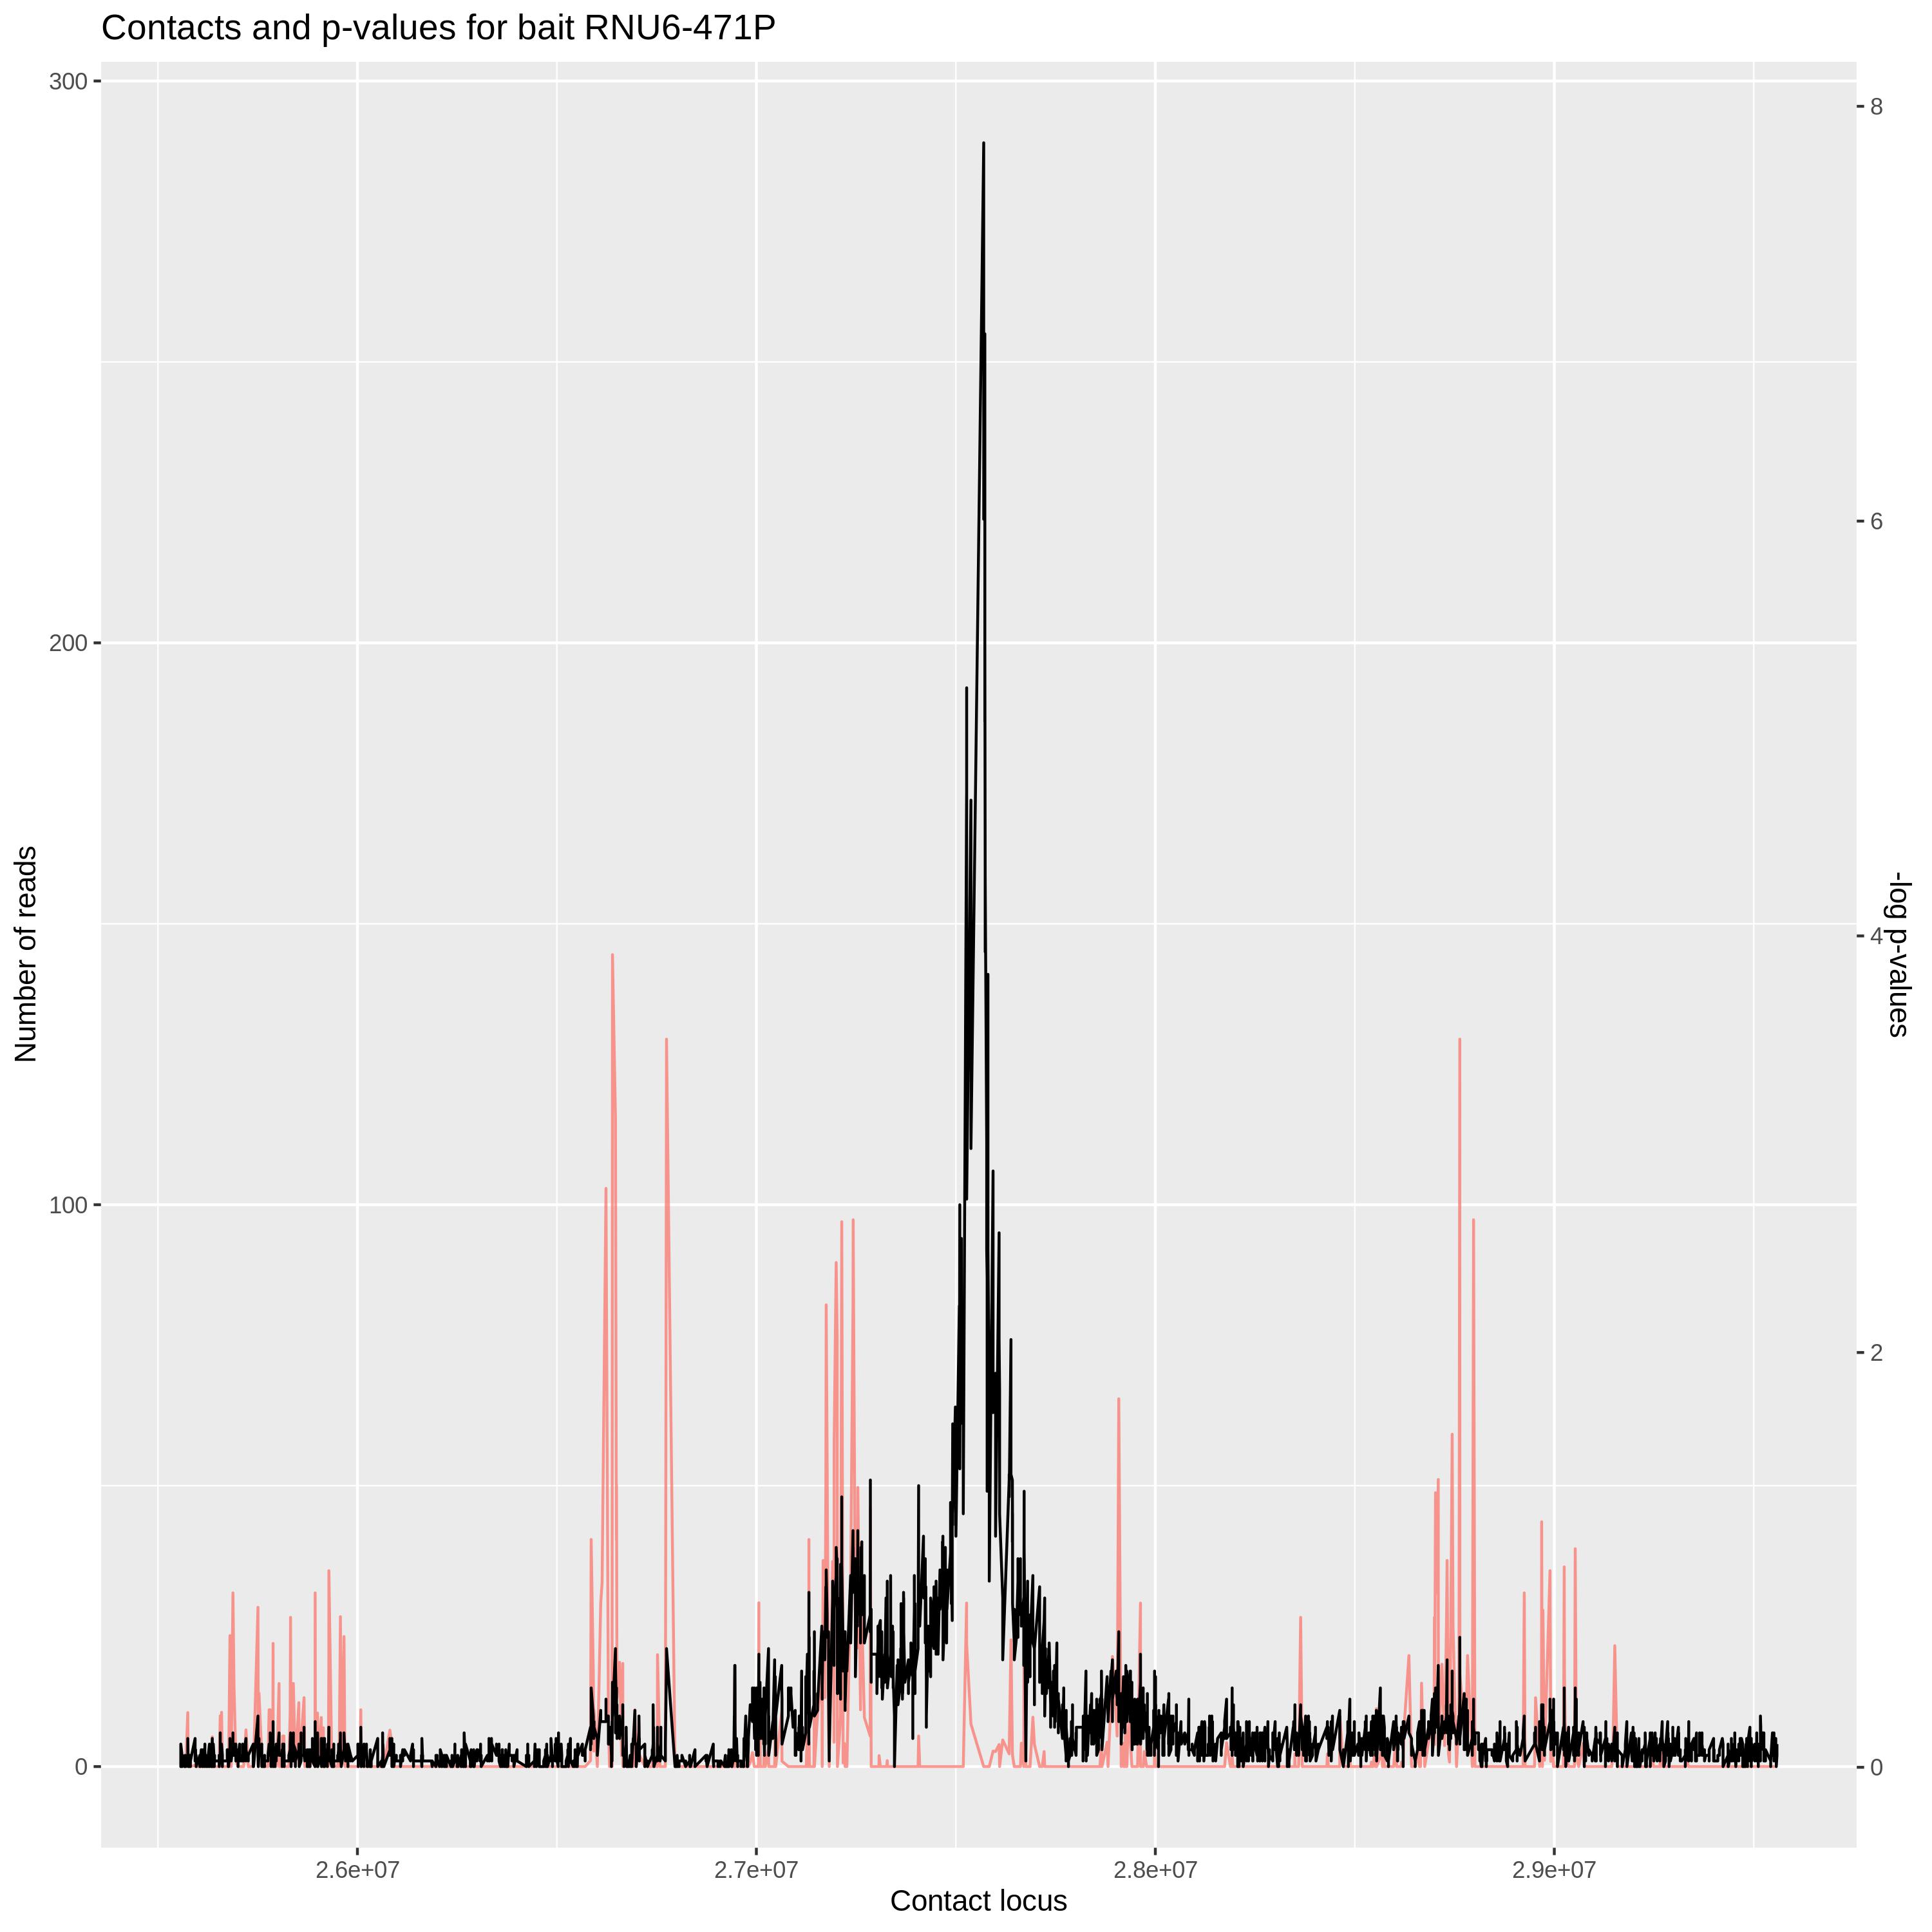 Contacts and p-values for bait RNU6-471P
300
200
100
0
8
6
4
2
0
Number of reads
-log p-values
2.6e+07
2.7e+07
2.8e+07
2.9e+07
Contact locus